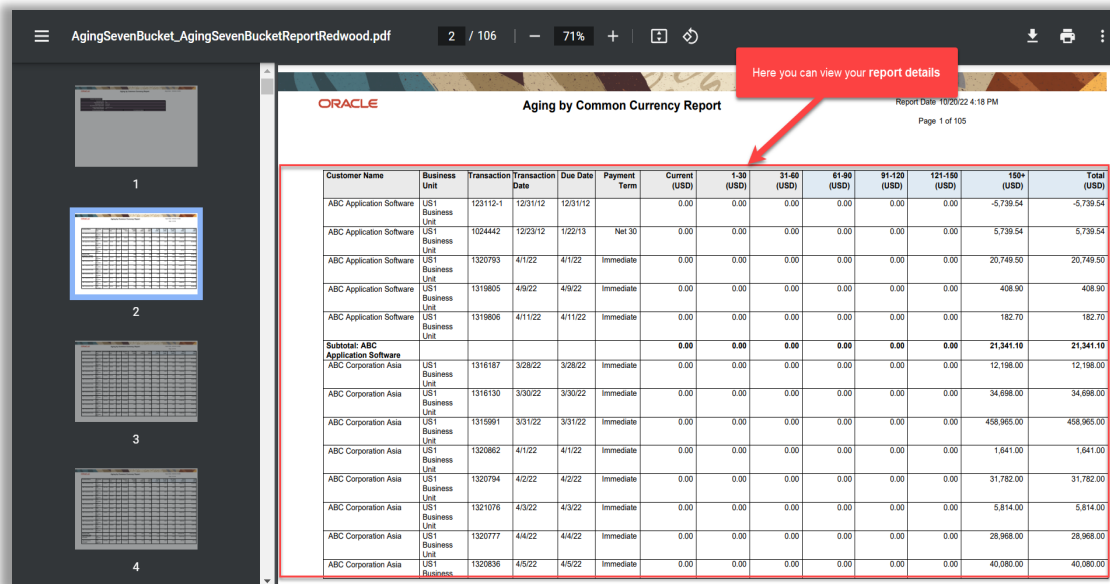 AgingSevenBucket_AgingSevenBucketReportRedwood.pdf 2 / 106 71%
Here you can view your report details
ORACLE Aging by Common Currency Report Report Date 10/20/22 4:18 PM
Page 1 of 105
Customer Name Business Transaction Transaction Due Date Payment Current 1-30 31-60 61-90 91-120 121-150 150+ Total
Unit Date Term (USD) (USD) (USD) (USD) (USD) (USD) (USD) (USD)
ABC Application Software US1 123112-1 12/31/12 12/31/12 0.00 0.00 0.00 0.00 0.00 0.00 -5,739.54 -5,739.54
Business
Unit
ABC Application Software US1 1024442 12/23/12 1/22/13 Net 30 0.00 0.00 0.00 0.00 0.00 0.00 5,739.54 5,739.54
Business
Unit
ABC Application Software US1 1320793 4/1/22 4/1/22 Immediate 0.00 0.00 0.00 0.00 0.00 0.00 20,749.50 20,749.50
Business
Unit
ABC Application Software US1 1319805 4/9/22 4/9/22 Immediate 0.00 0.00 0.00 0.00 0.00 0.00 408.90 408.90
Business
Unit
ABC Application Software US1 1319806 4/11/22 4/11/22 Immediate 0.00 0.00 0.00 0.00 0.00 0.00 182.70 182.70
Business
Unit
Subtotal: ABC 0.00 0.00 0.00 0.00 0.00 0.00 21,341.10 21,341.10
Application Software
ABC Corporation Asia US1 1316187 3/28/22 3/28/22 Immediate 0.00 0.00 0.00 0.00 0.00 0.00 12,198.00 12,198.00
Business
Unit
ABC Corporation Asia US1 1316130 3/30/22 3/30/22 Immediate 0.00 0.00 0.00 0.00 0.00 0.00 34,698.00 34,698.00
Business
Unit
ABC Corporation Asia US1 1315991 3/31/22 3/31/22 Immediate 0.00 0.00 0.00 0.00 0.00 0.00 458,965.00 458,965.00
Business
Unit
ABC Corporation Asia US1 1320862 4/1/22 4/1/22 Immediate 0.00 0.00 0.00 0.00 0.00 0.00 1,641.00 1,641.00
Business
Unit
ABC Corporation Asia US1 1320794 4/2/22 4/2/22 Immediate 0.00 0.00 0.00 0.00 0.00 0.00 31,782.00 31,782.00
Business
Unit
ABC Corporation Asia US1 1321076 4/3/22 4/3/22 Immediate 0.00 0.00 0.00 0.00 0.00 0.00 5,814.00 5,814.00
Business
Unit
ABC Corporation Asia US1 1320777 4/4/22 4/4/22 Immediate 0.00 0.00 0.00 0.00 0.00 0.00 28,968.00 28,968.00
Business
Unit
ABC Corporation Asia US1 1320836 4/5/22 4/5/22 Immediate 0.00 0.00 0.00 0.00 0.00 0.00 40,080.00 40,080.00
Business
1
2
3
4